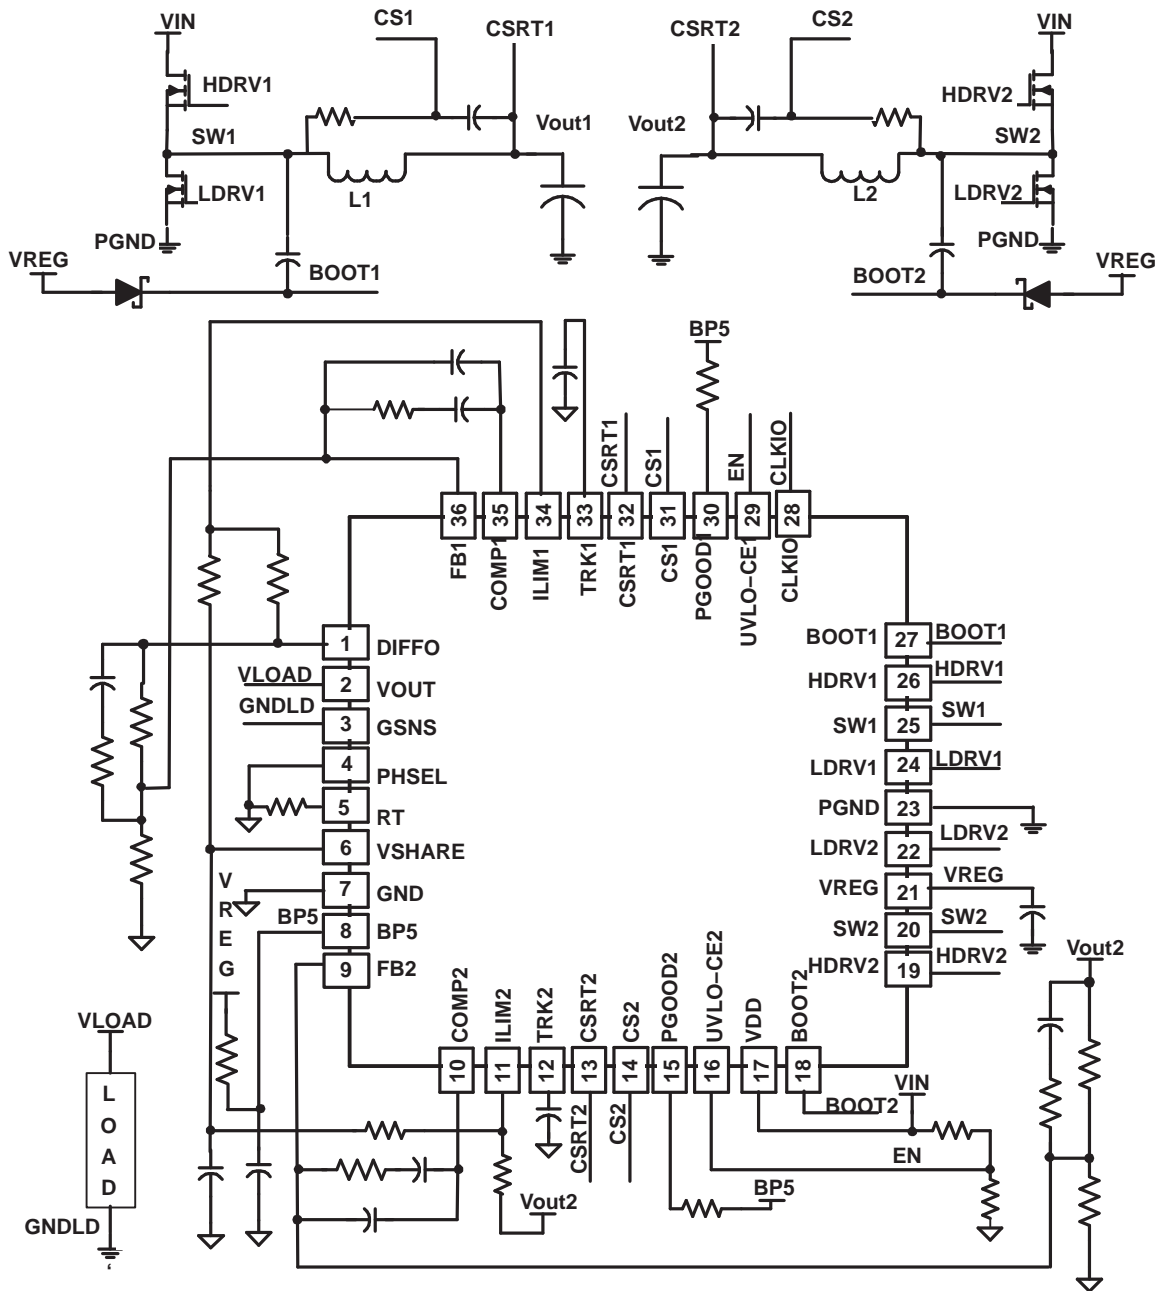 VIN
CS1
CSRT1
CSRT2
CS2
VIN
HDRV1
HDRV2
SW1
Vout1
Vout2
SW2
LDRV1
L1
L2
LDRV2
PGND
PGND
VREG
BOOT1
BOOT2
VREG
BP5
CSRT1
CS1
EN
CLKIO
36
35
34
33
32
31
30
29
28
FB1
COMP1
ILIM1
TRK1
CSRT1
CS1
PGOOD1
UVLO–CE1
CLKIO
1 DIFFO
VLOAD 2 VOUT
GNDLD 3 GSNS
4 PHSEL
5 RT
6 VSHARE
7 GND
BP5 8 BP5
9 FB2
VREG
BOOT1 27 BOOT1
HDRV1 26 HDRV1
SW1 25 SW1
LDRV1 24 LDRV1
PGND 23
LDRV2 22 LDRV2
VREG 21 VREG
SW2 20 SW2
HDRV2 19 HDRV2
Vout2
COMP2
ILIM2
TRK2
CSRT2
CS2
PGOOD2
UVLO–CE2
VDD
BOOT2
10
11
12
13
14
15
16
17
18
VLOAD
LOAD
GNDLD
CSRT2
CS2
VIN
BOOT2
EN
BP5
Vout2